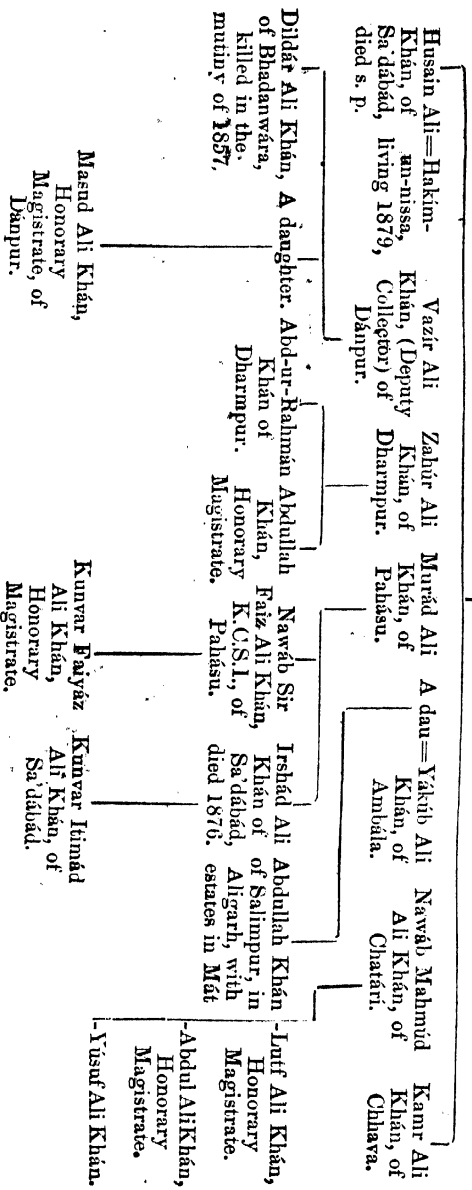 Husain Ali=Hakím-
Khán, of un-nissa,
Sa'dábád, living 1879,
died s. p.
Vazír Ali
Khán, (Deputy
Collector) of
Dánpur.
Zahúr Ali
Khán, of
Dharmpur.
Murád Ali
Khán, of
Pahásu.
A dau=Yákúb Ali
Khán, of
Ambála.
Nawáb Mahmúd
Ali Khán, of
Chatári.
Kamr Ali
Khán, of
Chhava.
Dildár Ali Khán,
of Bhadanwára,
killed in the
mutiny of 1857.
A daughter.
Abd-ur-Rahmán
Khán of
Dharmpur.
Abdullah
Khán,
Honorary
Magistrate.
Nawáb Sir
Faiz Ali Khán,
K.C.S.I., of
Pahásu.
Irshád Ali
Khán of
Sa'dábád,
died 1876.
Abdullah Khán
of Salimpur, in
Aligarh, with
estates in Mát
-Lutf Ali Khán,
Honorary
Magistrate.
-Abdul Ali Khán,
Honorary
Magistrate.
-Yúsuf Ali Khán.
Masud Ali Khán,
Honorary
Magistrate, of
Dánpur.
Kunvar Faiyáz
Ali Khán,
Honorary
Magistrate.
Kunvar Itimád
Ali Khán, of
Sa'dábád.